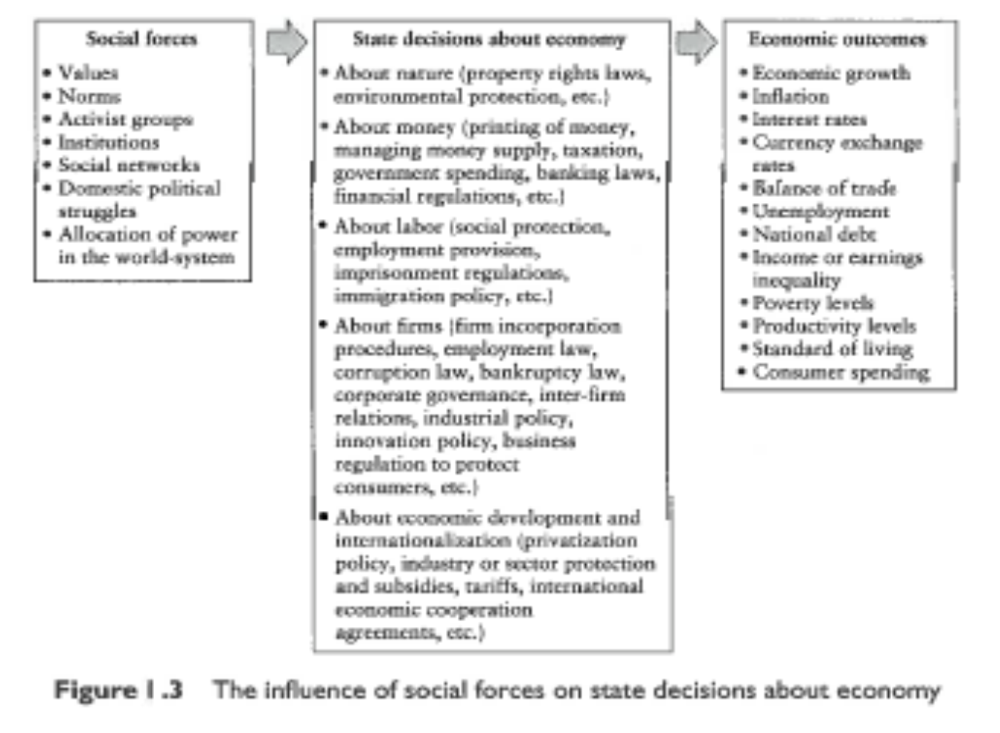 Social forces
• Values
• Norms
• Activist groups
• Institutions
• Social networks
• Domestic political
struggles
• Allocation of power
in the world-system
State decisions about economy
• About nature (property rights laws,
environmental protection, etc.)
• About money (printing of money,
managing money supply, taxation,
government spending, banking laws,
financial regulations, etc.)
• About labor (social protection,
employment provision,
imprisonment regulations,
immigration policy, etc.)
• About firms (firm incorporation
procedures, employment law,
corruption law, bankruptcy law,
corporate governance, inter-firm
relations, industrial policy,
innovation policy, business
regulation to protect
consumers, etc.)
▪ About economic development and
internationalization (privatization
policy, industry or sector protection
and subsidies, tariffs, international
economic cooperation
agreements, etc.)
Economic outcomes
• Economic growth
• Inflation
• Interest rates
• Currency exchange
rates
• Balance of trade
• Unemployment
• National debt
• Income or earnings
inequality
• Poverty levels
• Productivity levels
• Standard of living
• Consumer spending
Figure 1.3 The influence of social forces on state decisions about economy